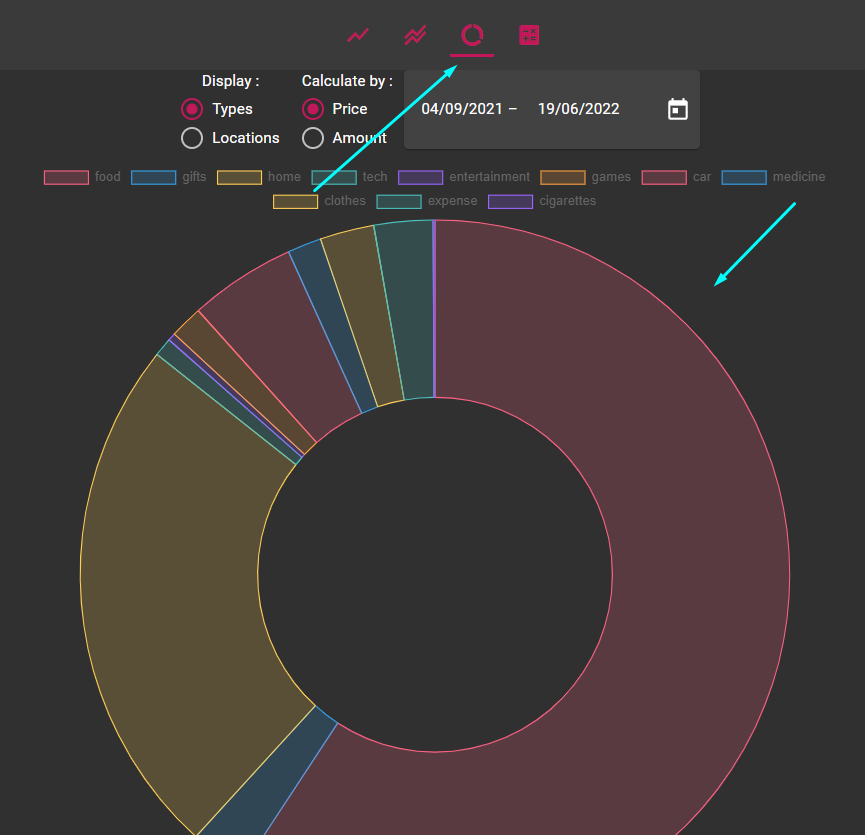 Display : Calculate by :
Types Price 04/09/2021 – 19/06/2022
Locations Amount
food gifts home tech entertainment games car medicine
clothes expense cigarettes